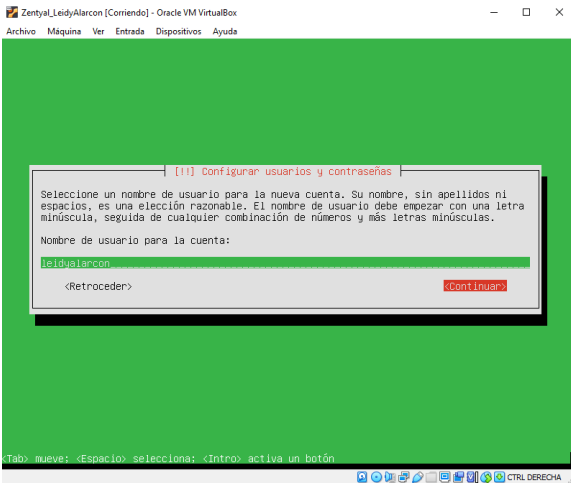 Zentyal_LeidyAlarcon [Corriendo] - Oracle VM VirtualBox
Archivo Máquina Ver Entrada Dispositivos Ayuda
[!!] Configurar usuarios y contraseñas
Seleccione un nombre de usuario para la nueva cuenta. Su nombre, sin apellidos ni
espacios, es una elección razonable. El nombre de usuario debe empezar con una letra
minúscula, seguida de cualquier combinación de números y más letras minúsculas.
Nombre de usuario para la cuenta:
leidyalarcon
<Retroceder> <Continuar>
<Tab> mueve; <Espacio> selecciona; <Intro> activa un botón
CTRL DERECHA